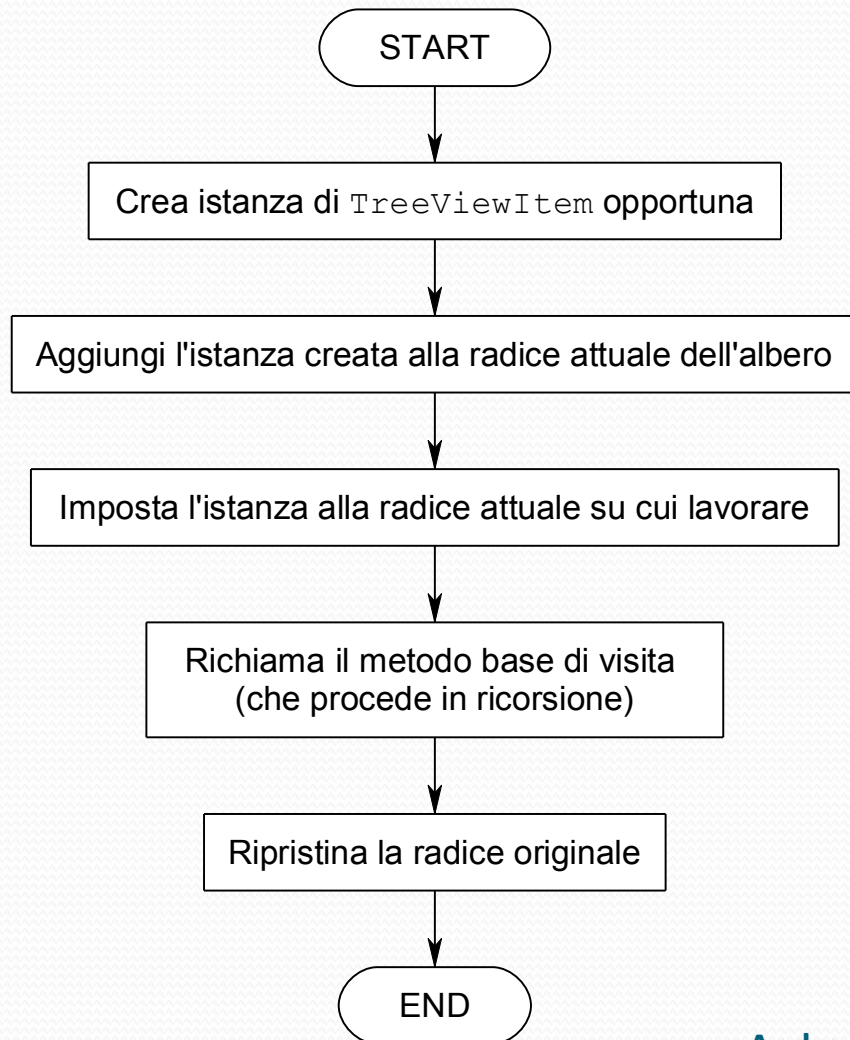 START
Crea istanza di TreeViewItem opportuna
Aggiungi l'istanza creata alla radice attuale dell'albero
Imposta l'istanza alla radice attuale su cui lavorare
Richiama il metodo base di visita
(che procede in ricorsione)
Ripristina la radice originale
END